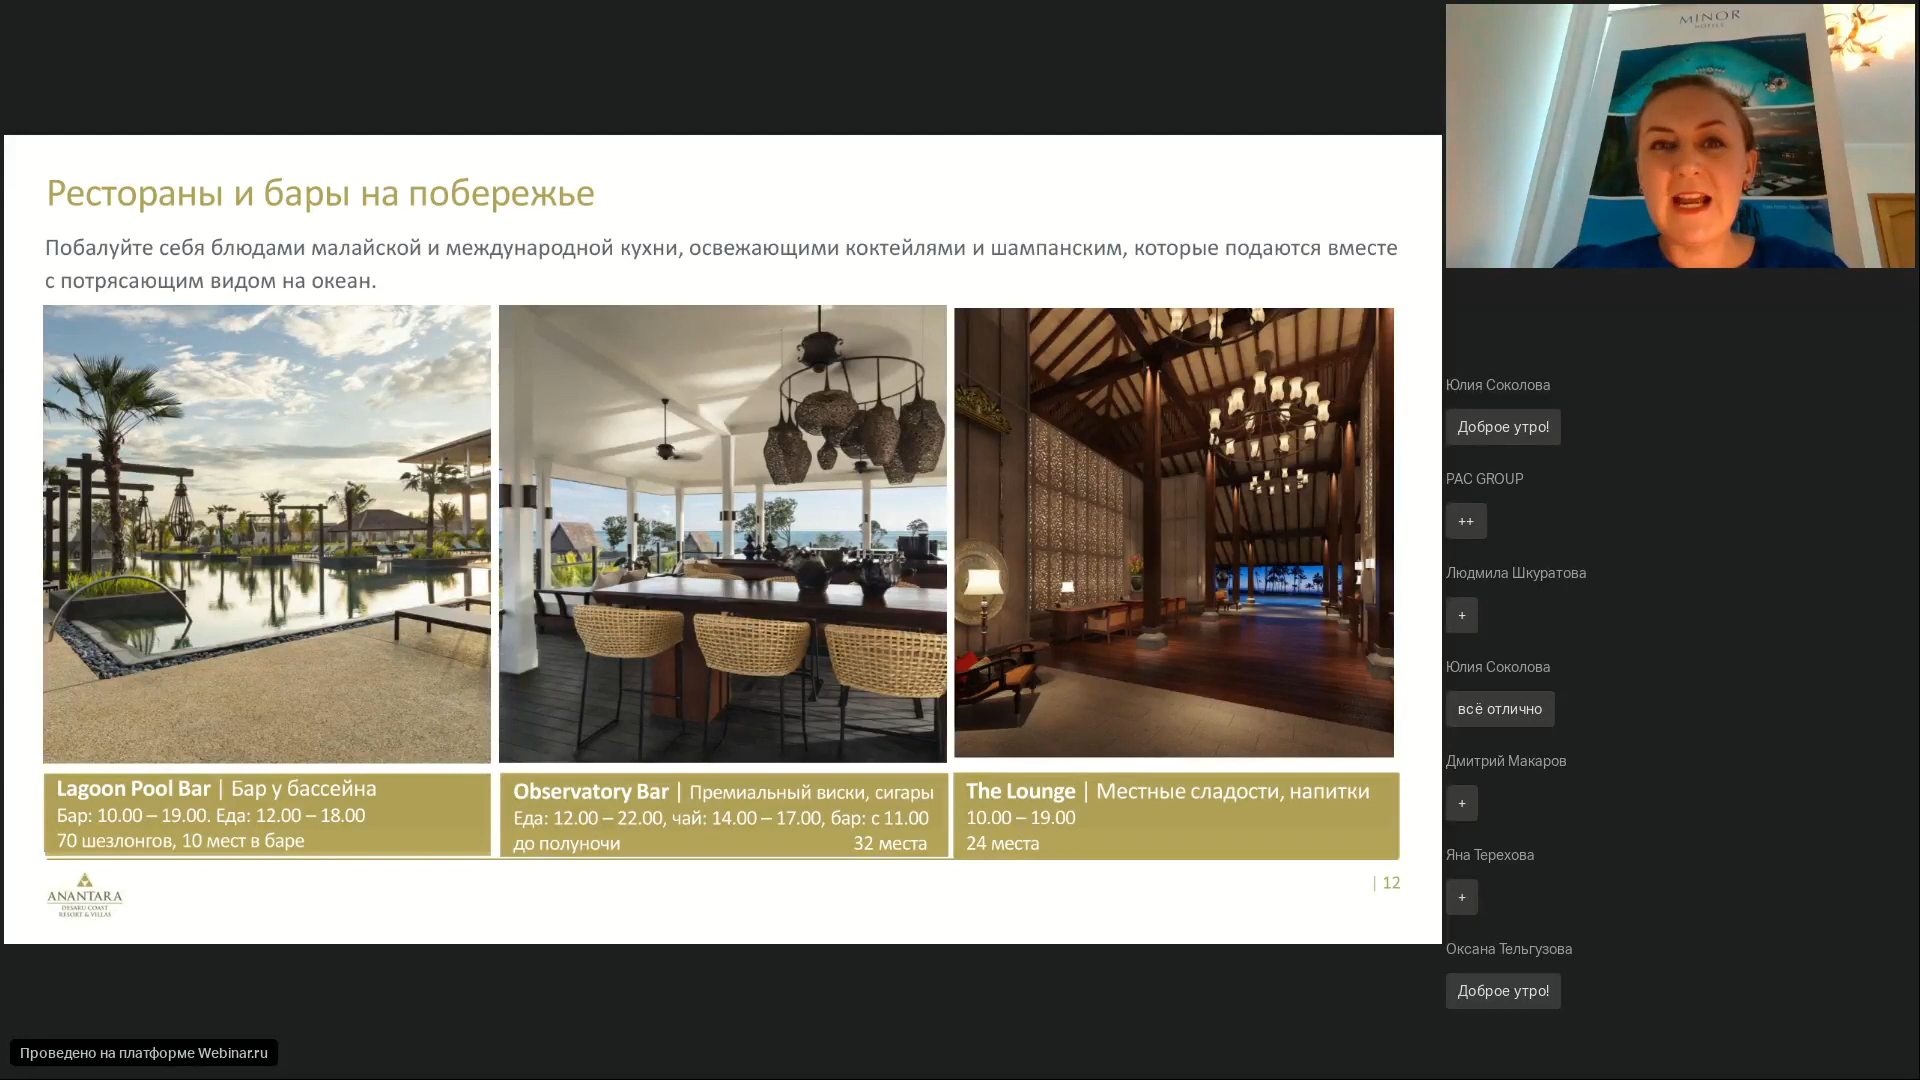 MINOR
HOTELS
Рестораны и бары на побережье
Побалуйте себя блюдами малайской и международной кухни, освежающими коктейлями и шампанским, которые подаются вместе
с потрясающим видом на океан.
Lagoon Pool Bar | Бар у бассейна
Бар: 10.00 – 19.00. Еда: 12.00 – 18.00
70 шезлонгов, 10 мест в баре
Observatory Bar | Премиальный виски, сигары
Еда: 12.00 – 22.00, чай: 14.00 – 17.00, бар: с 11.00
до полуночи 32 места
The Lounge | Местные сладости, напитки
10.00 – 19.00
24 места
ANANTARA
DESARU COAST
RESORT & VILLAS
| 12
Юлия Соколова
Доброе утро!
PAC GROUP
++
Людмила Шкуратова
+
Юлия Соколова
всё отлично
Дмитрий Макаров
+
Яна Терехова
+
Оксана Тельгузова
Доброе утро!
Проведено на платформе Webinar.ru